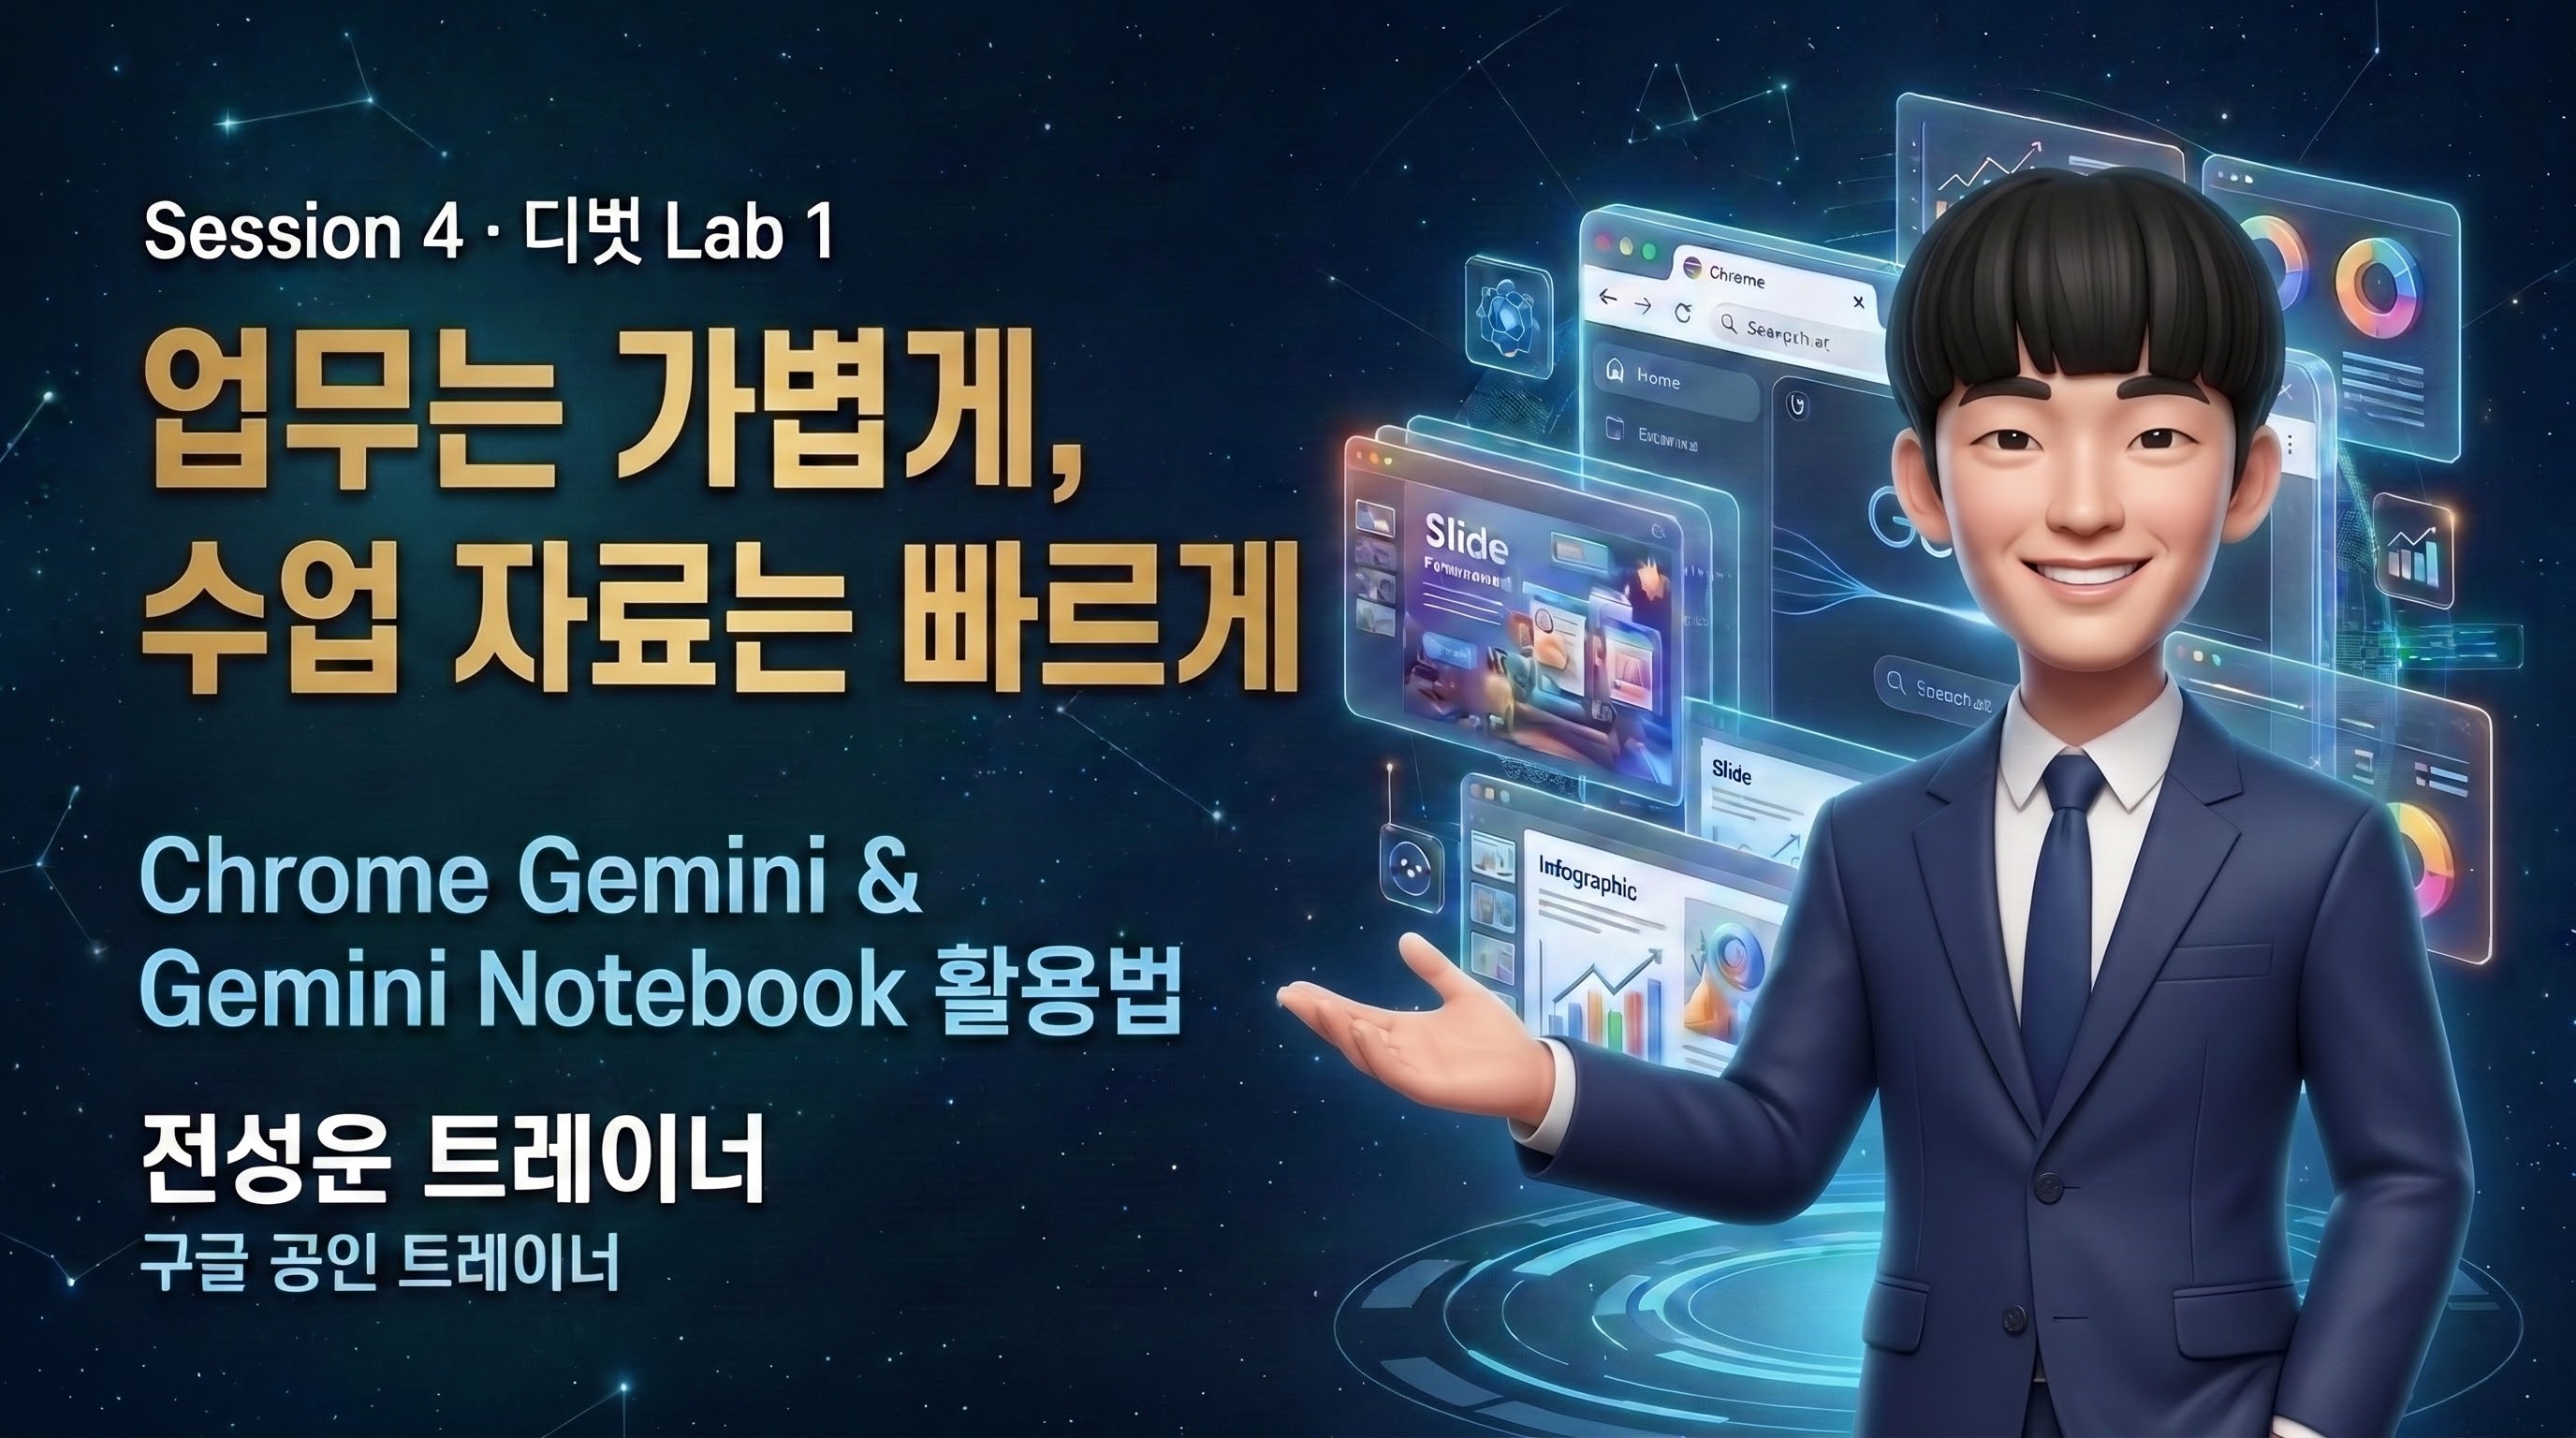 Session 4 · 디벗 Lab 1
업무는 가볍게,
수업 자료는 빠르게
Chrome Gemini &
Gemini Notebook 활용법
전성운 트레이너
구글 공인 트레이너
Chrome
Home
Slide
Slide
Infographic